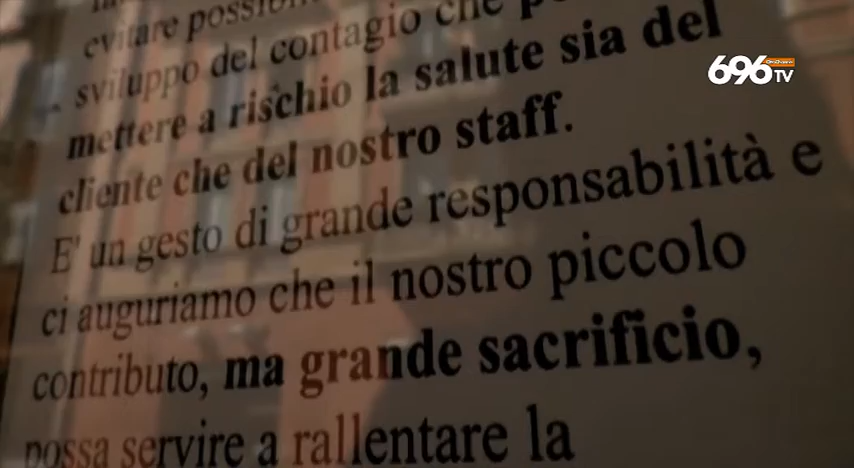 evitare
sviluppo del contagio che
mettere a rischio la salute sia del
cliente che del nostro staff.
E' un gesto di grande responsabilità e
ci auguriamo che il nostro piccolo
contributo, ma grande sacrificio,
possa servire a rallentare la
696 TV